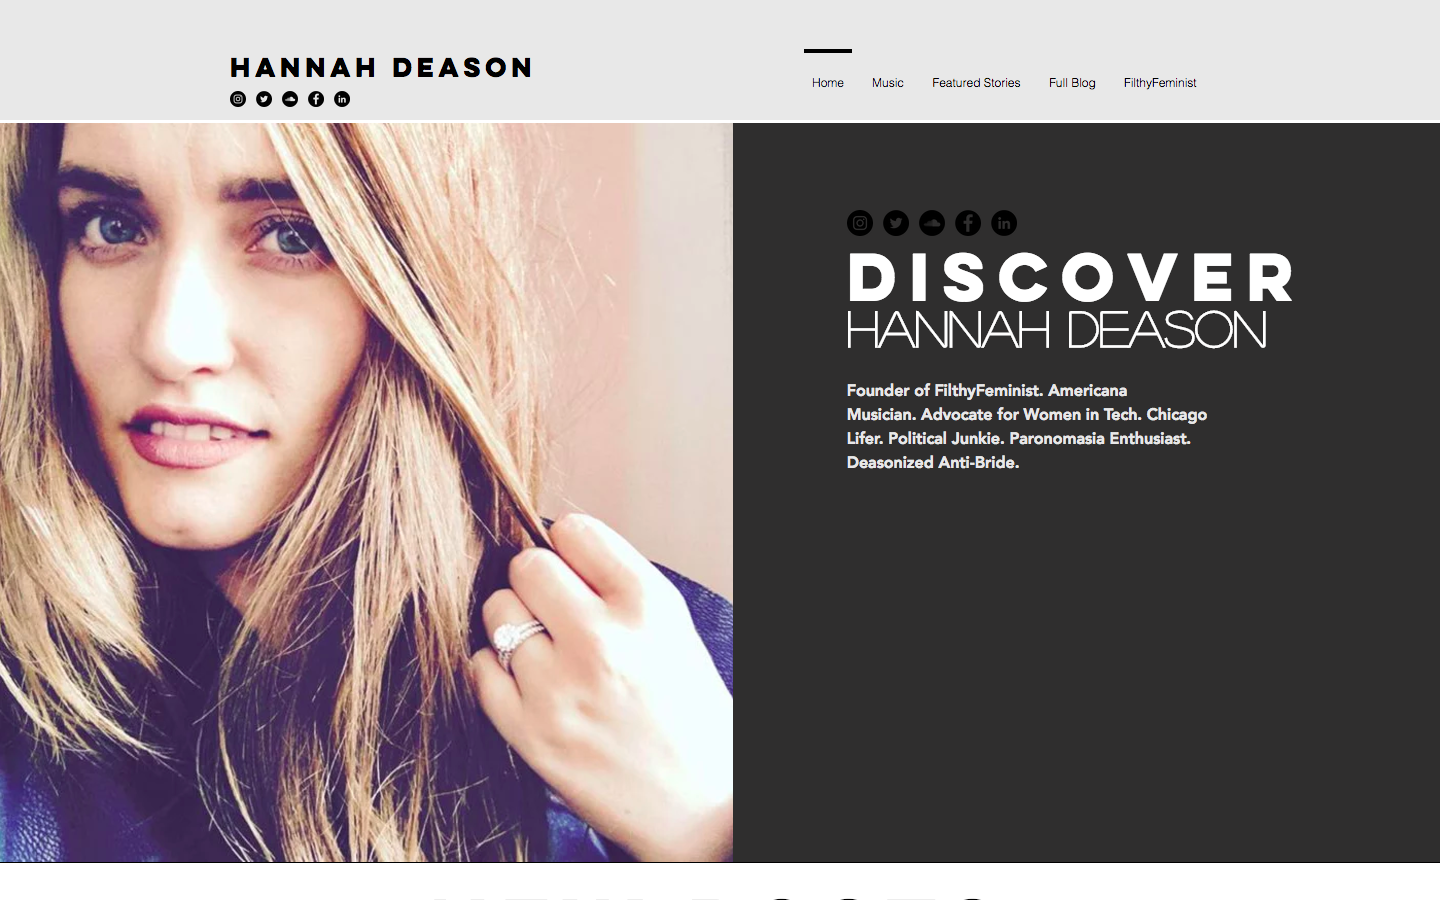 HANNAH DEASON
Home Music Featured Stories Full Blog FilthyFeminist
DISCOVER
HANNAH DEASON
Founder of FilthyFeminist. Americana
Musician. Advocate for Women in Tech. Chicago
Lifer. Political Junkie. Paronomasia Enthusiast.
Deasonized Anti-Bride.